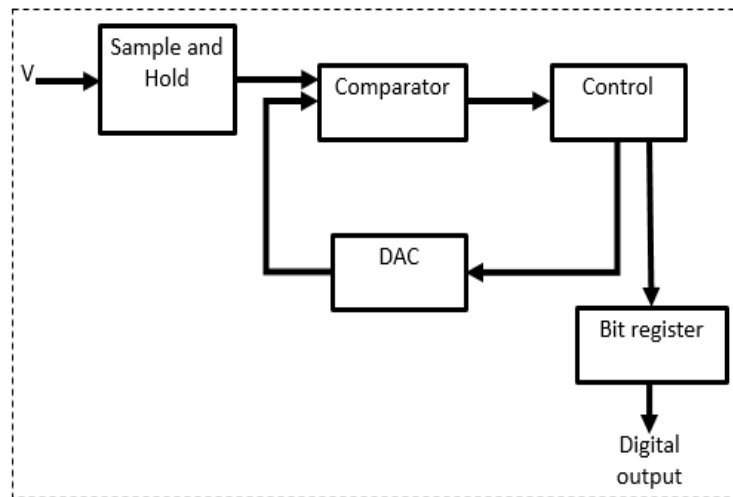 V
Sample and
Hold
Comparator
Control
DAC
Bit register
Digital
output